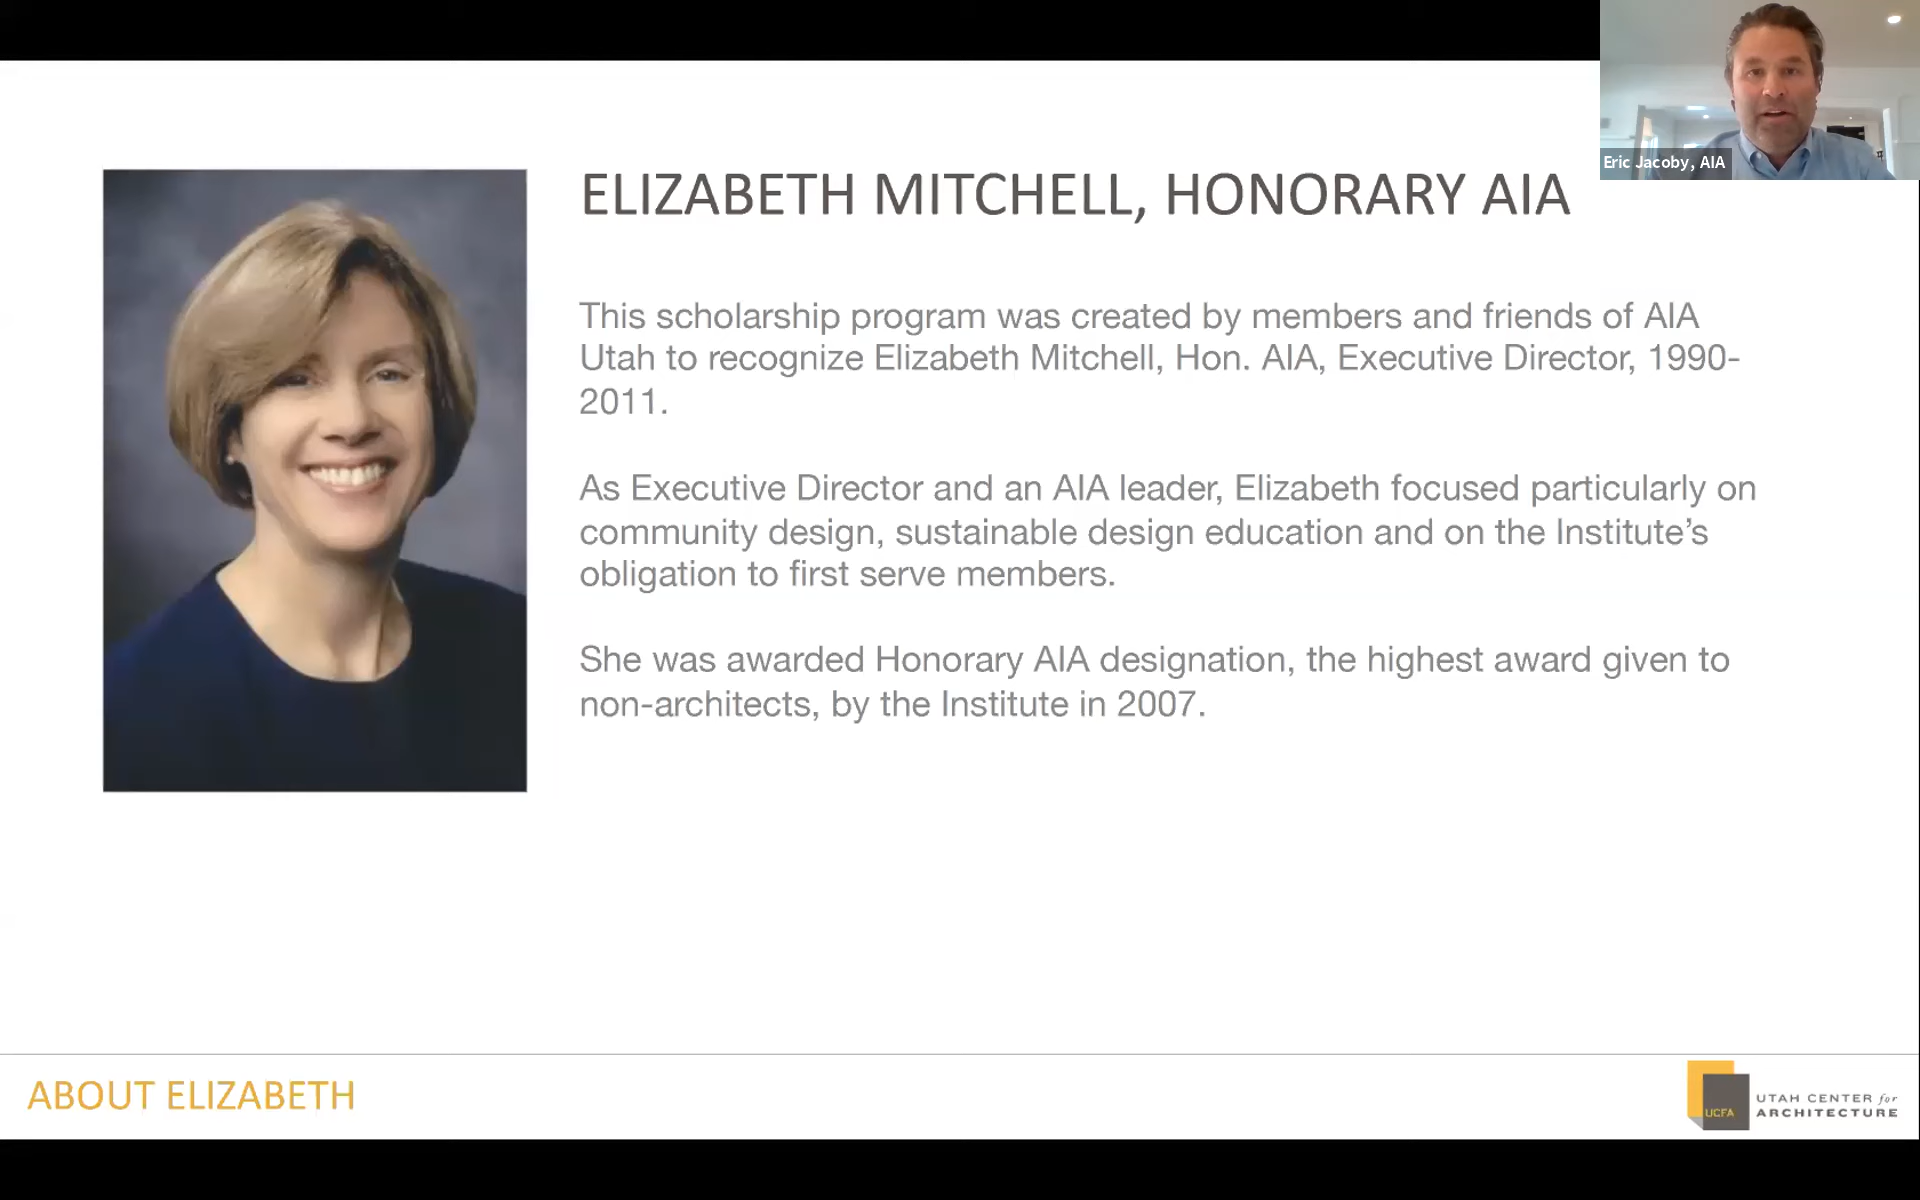 Eric Jacoby, AIA
ELIZABETH MITCHELL, HONORARY AIA
This scholarship program was created by members and friends of AIA
Utah to recognize Elizabeth Mitchell, Hon. AIA, Executive Director, 1990-
2011.
As Executive Director and an AIA leader, Elizabeth focused particularly on
community design, sustainable design education and on the Institute’s
obligation to first serve members.
She was awarded Honorary AIA designation, the highest award given to
non-architects, by the Institute in 2007.
ABOUT ELIZABETH
UCFA
UTAH CENTER for
ARCHITECTURE